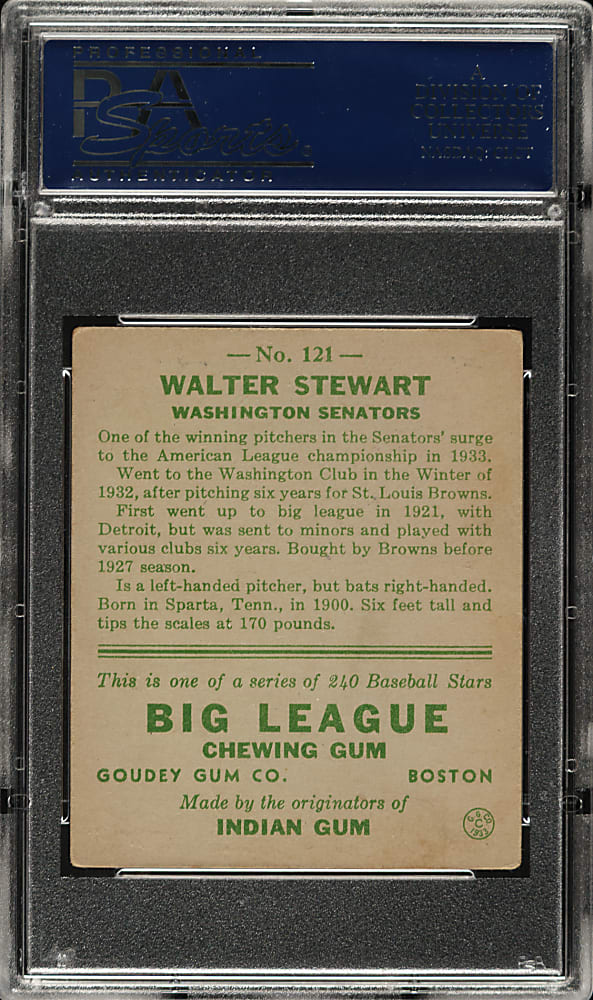 PROFESSIONAL
PSA
Sports
AUTHENTICATOR
A
DIVISION OF
COLLECTORS
UNIVERSE
NASDAQ: CLCT
— No. 121 —
WALTER STEWART
WASHINGTON SENATORS
One of the winning pitchers in the Senators' surge
to the American League championship in 1933.
Went to the Washington Club in the Winter of
1932, after pitching six years for St. Louis Browns.
First went up to big league in 1921, with
Detroit, but was sent to minors and played with
various clubs six years. Bought by Browns before
1927 season.
Is a left-handed pitcher, but bats right-handed.
Born in Sparta, Tenn., in 1900. Six feet tall and
tips the scales at 170 pounds.
This is one of a series of 240 Baseball Stars
BIG LEAGUE
CHEWING GUM
GOUDEY GUM CO. BOSTON
Made by the originators of
INDIAN GUM
G. G. CO.
C
1933
PSA